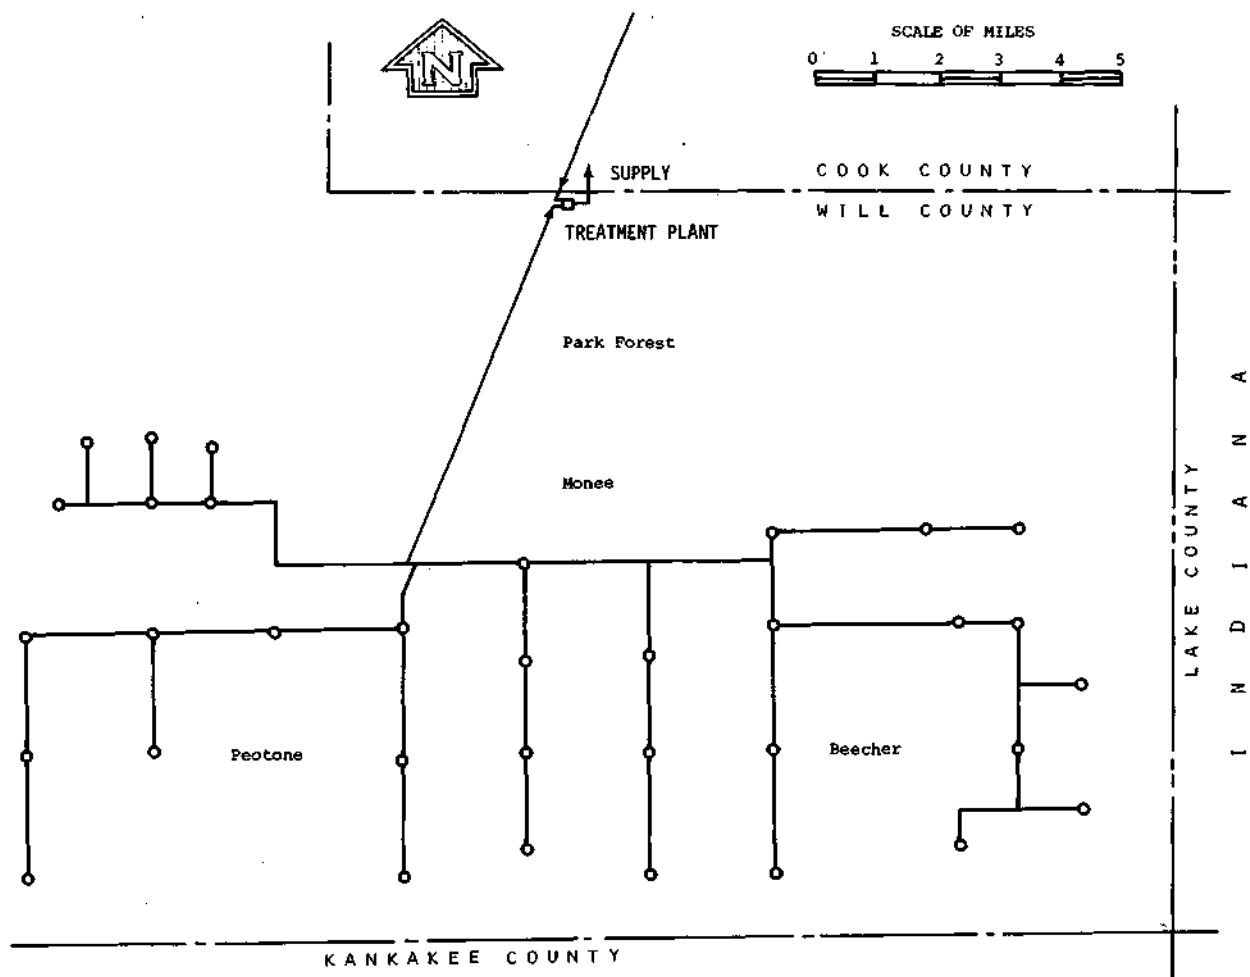 N
SCALE OF MILES
0 1 2 3 4 5
SUPPLY
COOK COUNTY
WILL COUNTY
TREATMENT PLANT
Park Forest
Monee
LAKE COUNTY
INDIANA
Peotone
Beecher
KANKAKEE COUNTY